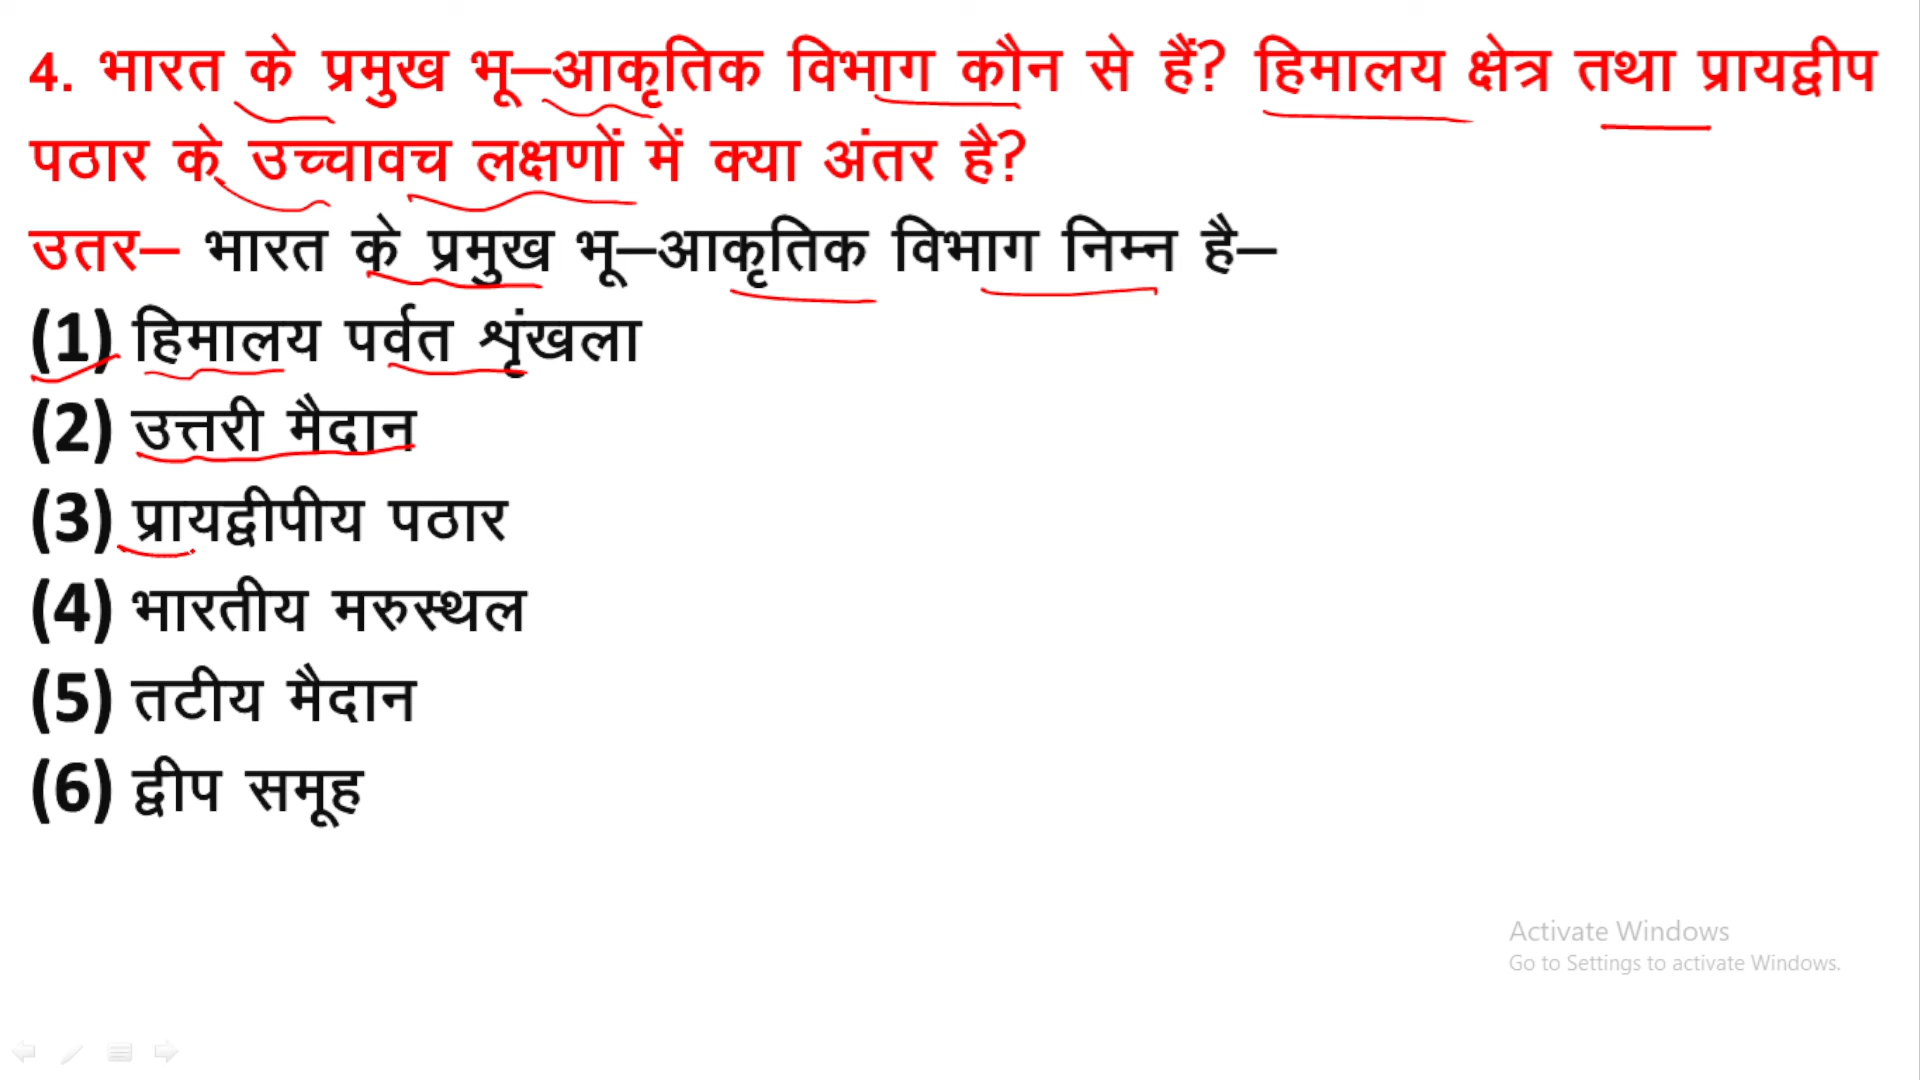 4. भारत के प्रमुख भू–आकृतिक विभाग कौन से हैं? हिमालय क्षेत्र तथा प्रायद्वीप
पठार के उच्चावच लक्षणों में क्या अंतर है?
उतर– भारत के प्रमुख भू–आकृतिक विभाग निम्न है–
(1) हिमालय पर्वत शृंखला
(2) उत्तरी मैदान
(3) प्रायद्वीपीय पठार
(4) भारतीय मरुस्थल
(5) तटीय मैदान
(6) द्वीप समूह
Activate Windows
Go to Settings to activate Windows.